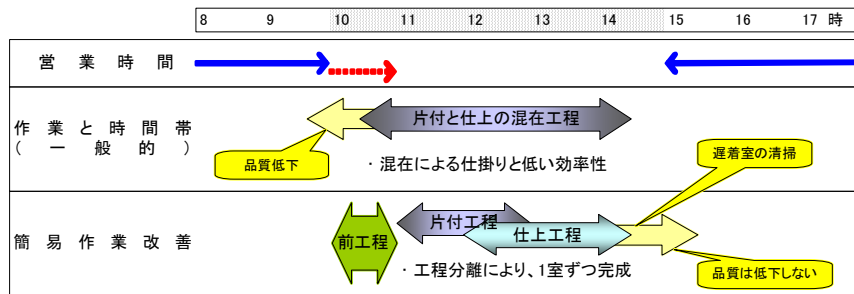 8 9 10 11 12 13 14 15 16 17 時
営業時間
作業と時間帯
(一般的)
片付と仕上の混在工程
品質低下
・混在による仕掛りと低い効率性
遅着室の清掃
簡易作業改善
前工程
片付工程
仕上工程
・工程分離により、1室ずつ完成
品質は低下しない